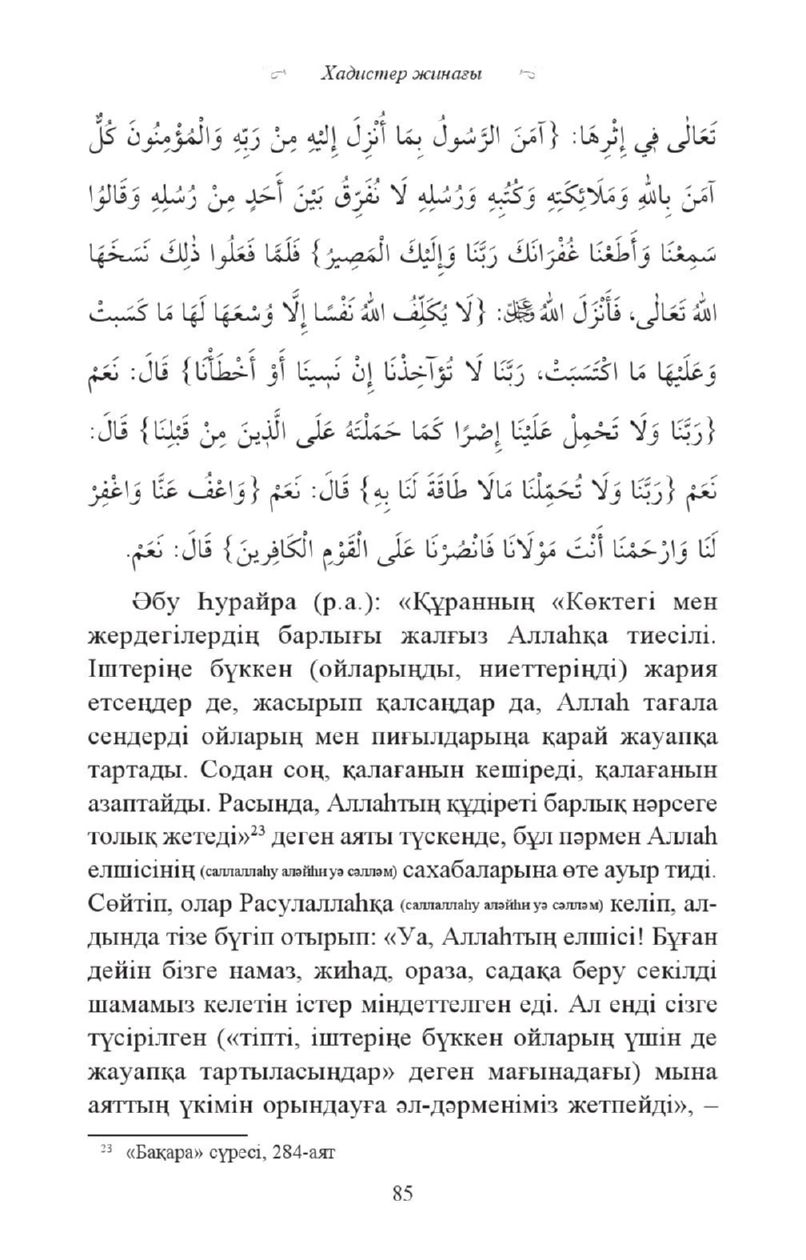 Хадистер жинағы
تَعَالٰى فِي إِثْرِهَا: {آمَنَ الرَّسُولُ بِمَا أُنْزِلَ إِلَيْهِ مِنْ رَبِّهِ وَالْمُؤْمِنُونَ كُلٌّ
آمَنَ بِاللهِ وَمَلَائِكَتِهِ وَكُتُبِهِ وَرُسُلِهِ لَا نُفَرِّقُ بَيْنَ أَحَدٍ مِنْ رُسُلِهِ وَقَالُوا
سَمِعْنَا وَأَطَعْنَا غُفْرَانَكَ رَبَّنَا وَإِلَيْكَ الْمَصِيرُ} فَلَمَّا فَعَلُوا ذٰلِكَ نَسَخَهَا
اللهُ تَعَالٰى، فَأَنْزَلَ اللهُ ﷻ: {لَا يُكَلِّفُ اللهُ نَفْسًا إِلَّا وُسْعَهَا لَهَا مَا كَسَبتْ
وَعَلَيْهَا مَا اكْتَسَبَتْ، رَبَّنَا لَا تُؤَآخِذْنَا إِنْ نَسِينَا أَوْ أَخْطَأْنَا} قَالَ: نَعَمْ
{رَبَّنَا وَلَا تَحْمِلْ عَلَيْنَا إِصْرًا كَمَا حَمَلْتَهُ عَلَى الَّذِينَ مِنْ قَبْلِنَا} قَالَ:
نَعَمْ {رَبَّنَا وَلَا تُحَمِّلْنَا مَالَا طَاقَةَ لَنَا بِهِ} قَالَ: نَعَمْ {وَاعْفُ عَنَّا وَاغْفِرْ
لَنَا وَارْحَمْنَا أَنْتَ مَوْلَانَا فَانْصُرْنَا عَلَى الْقَوْمِ الْكَافِرِينَ} قَالَ: نَعَمْ.
Әбу Һурайра (р.а.): «Құранның «Көктегі мен
жердегілердің барлығы жалғыз Аллаһқа тиесілі.
Іштеріңе бүккен (ойларыңды, ниеттеріңді) жария
етсеңдер де, жасырып қалсаңдар да, Аллаһ тағала
сендерді ойларың мен пиғылдарыңа қарай жауапқа
тартады. Содан соң, қалағанын кешіреді, қалағанын
азаптайды. Расында, Аллаһтың құдіреті барлық нәрсеге
толық жетеді»²³ деген аяты түскенде, бұл пәрмен Аллаһ
елшісінің (саллаллаһу аләйһи уә сәлләм) сахабаларына өте ауыр тиді.
Сөйтіп, олар Расулаллаһқа (саллаллаһу аләйһи уә сәлләм) келіп, ал-
дында тізе бүгіп отырып: «Уа, Аллаһтың елшісі! Бұған
дейін бізге намаз, жиһад, ораза, садақа беру секілді
шамамыз келетін істер міндеттелген еді. Ал енді сізге
түсірілген («тіпті, іштеріңе бүккен ойларың үшін де
жауапқа тартыласыңдар» деген мағынадағы) мына
аяттың үкімін орындауға әл-дәрменіміз жетпейді», –
²³ «Бақара» сүресі, 284-аят
85